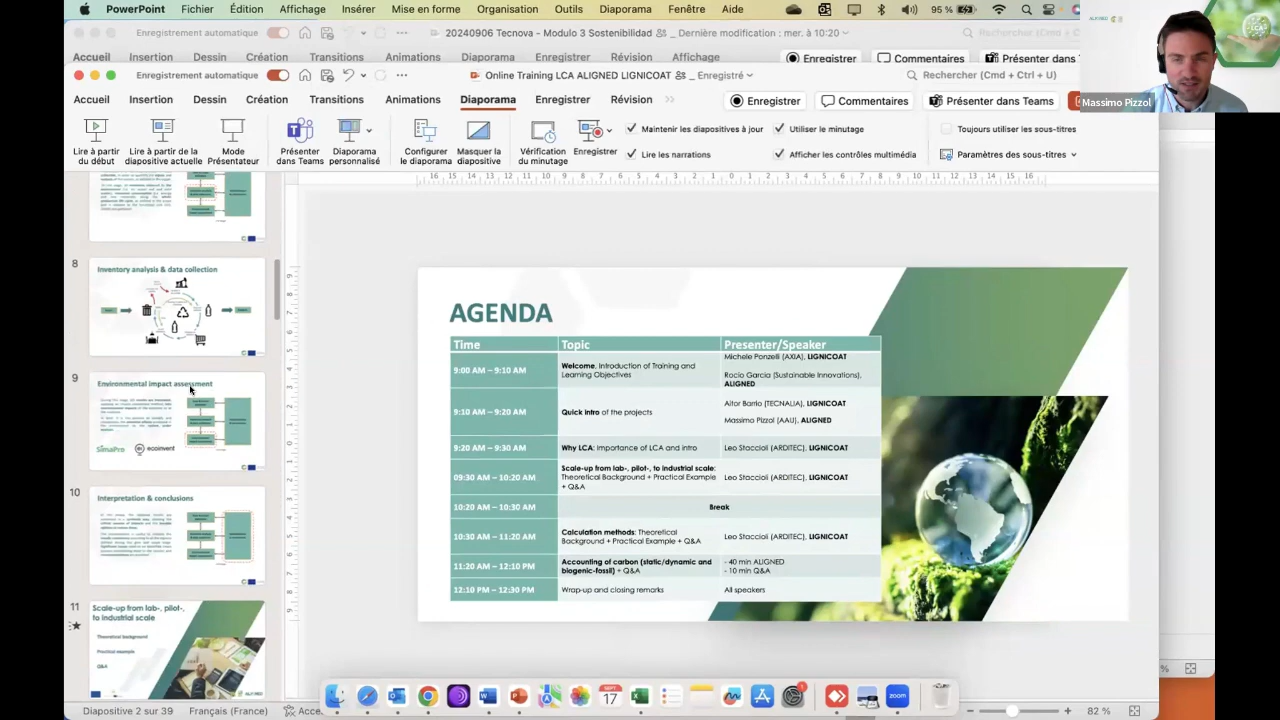 PowerPoint Fichier Édition Affichage Insérer Mise en forme Organisation Outils Diaporama Fenêtre Aide 95 %
Enregistrement automatique 20240906 Tecnova - Módulo 3 Sostenibilidad _ Dernière modification : mer. à 10:20 Rechercher (Cmd + Ctrl + U)
Accueil Insertion Dessin Création Transitions Animations Diaporama Enregistrer Révision Affichage Enregistrer Commentaires Présenter dans Teams
Enregistrement automatique Online Training LCA ALIGNED LIGNICOAT Enregistré Rechercher (Cmd + Ctrl + U)
Accueil Insertion Dessin Création Transitions Animations Diaporama Enregistrer Révision Enregistrer Commentaires Présenter dans Teams
Massimo Pizzol
LCA
Lire à partir du début
Lire à partir de la diapositive actuelle
Mode Présentateur
Présenter dans Teams
Diaporama personnalisé
Configurer le diaporama
Masquer la diapositive
Vérification du minutage
Enregistrer
Maintenir les diapositives à jour
Utiliser le minutage
Toujours utiliser les sous-titres
Lire les narrations
Afficher les contrôles multimédia
Paramètres des sous-titres
8
Inventory analysis & data collection
9
Environmental impact assessment
SimaPro
ecoinvent
10
Interpretation & conclusions
11
Scale-up from lab-, pilot-,
to industrial scale
Theoretical background
Practical example
Q&A
AGENDA
Time Topic Presenter/Speaker
9:00 AM – 9:10 AM Welcome, Introduction of Training and Learning Objectives Michele Ponzelli (AXIA), LIGNICOAT
Rocío Garcia (Sustainable Innovations), ALIGNED
9:10 AM – 9:20 AM Quick intro of the projects Aitor Barrio (TECNALIA), LIGNICOAT
Massimo Pizzol (AAU), ALIGNED
9:20 AM – 9:30 AM Why LCA: Importance of LCA and intro Leo Staccioli (ARDITEC), LIGNICOAT
09:30 AM – 10:20 AM Scale-up from lab-, pilot-, to industrial scale: Theoretical Background + Practical Example + Q&A Leo Staccioli (ARDITEC), LIGNICOAT
10:20 AM – 10:30 AM Break
10:30 AM – 11:20 AM Calculation methods: Theoretical Background + Practical Example + Q&A Leo Staccioli (ARDITEC), LIGNICOAT
11:20 AM – 12:10 PM Accounting of carbon (static/dynamic and biogenic-fossil) + Q&A - 40 min ALIGNED
- 10 min Q&A
12:10 PM – 12:30 PM Wrap-up and closing remarks All speakers
SEPT.
17
zoom
Diapositive 2 sur 39 Français (France) 82 %